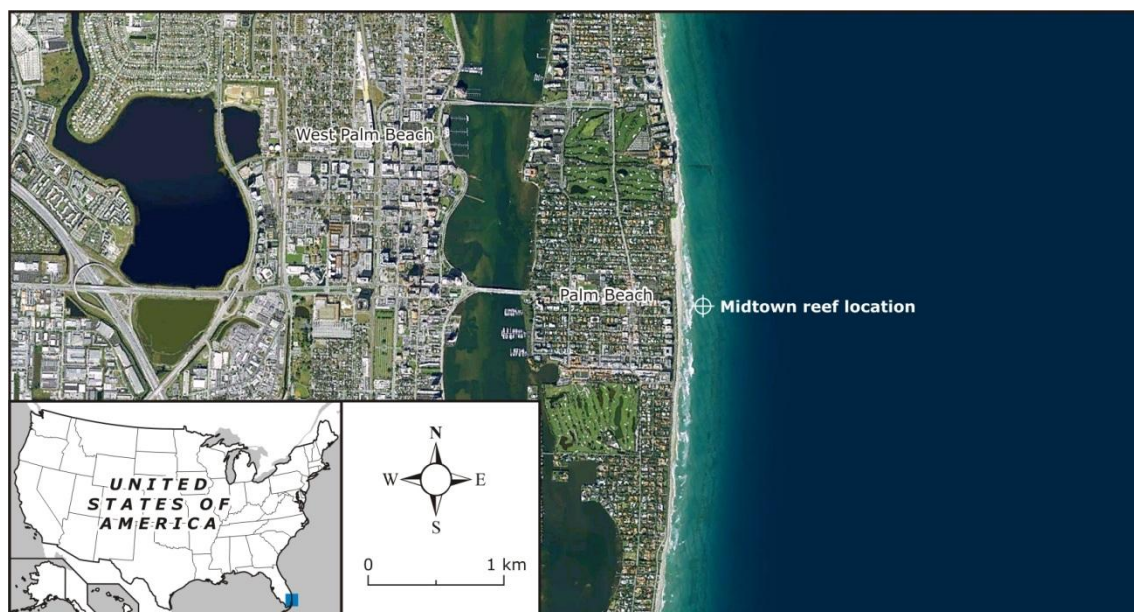 West Palm Beach
Palm Beach
Midtown reef location
UNITED
STATES OF
AMERICA
N
W E
S
0 1 km